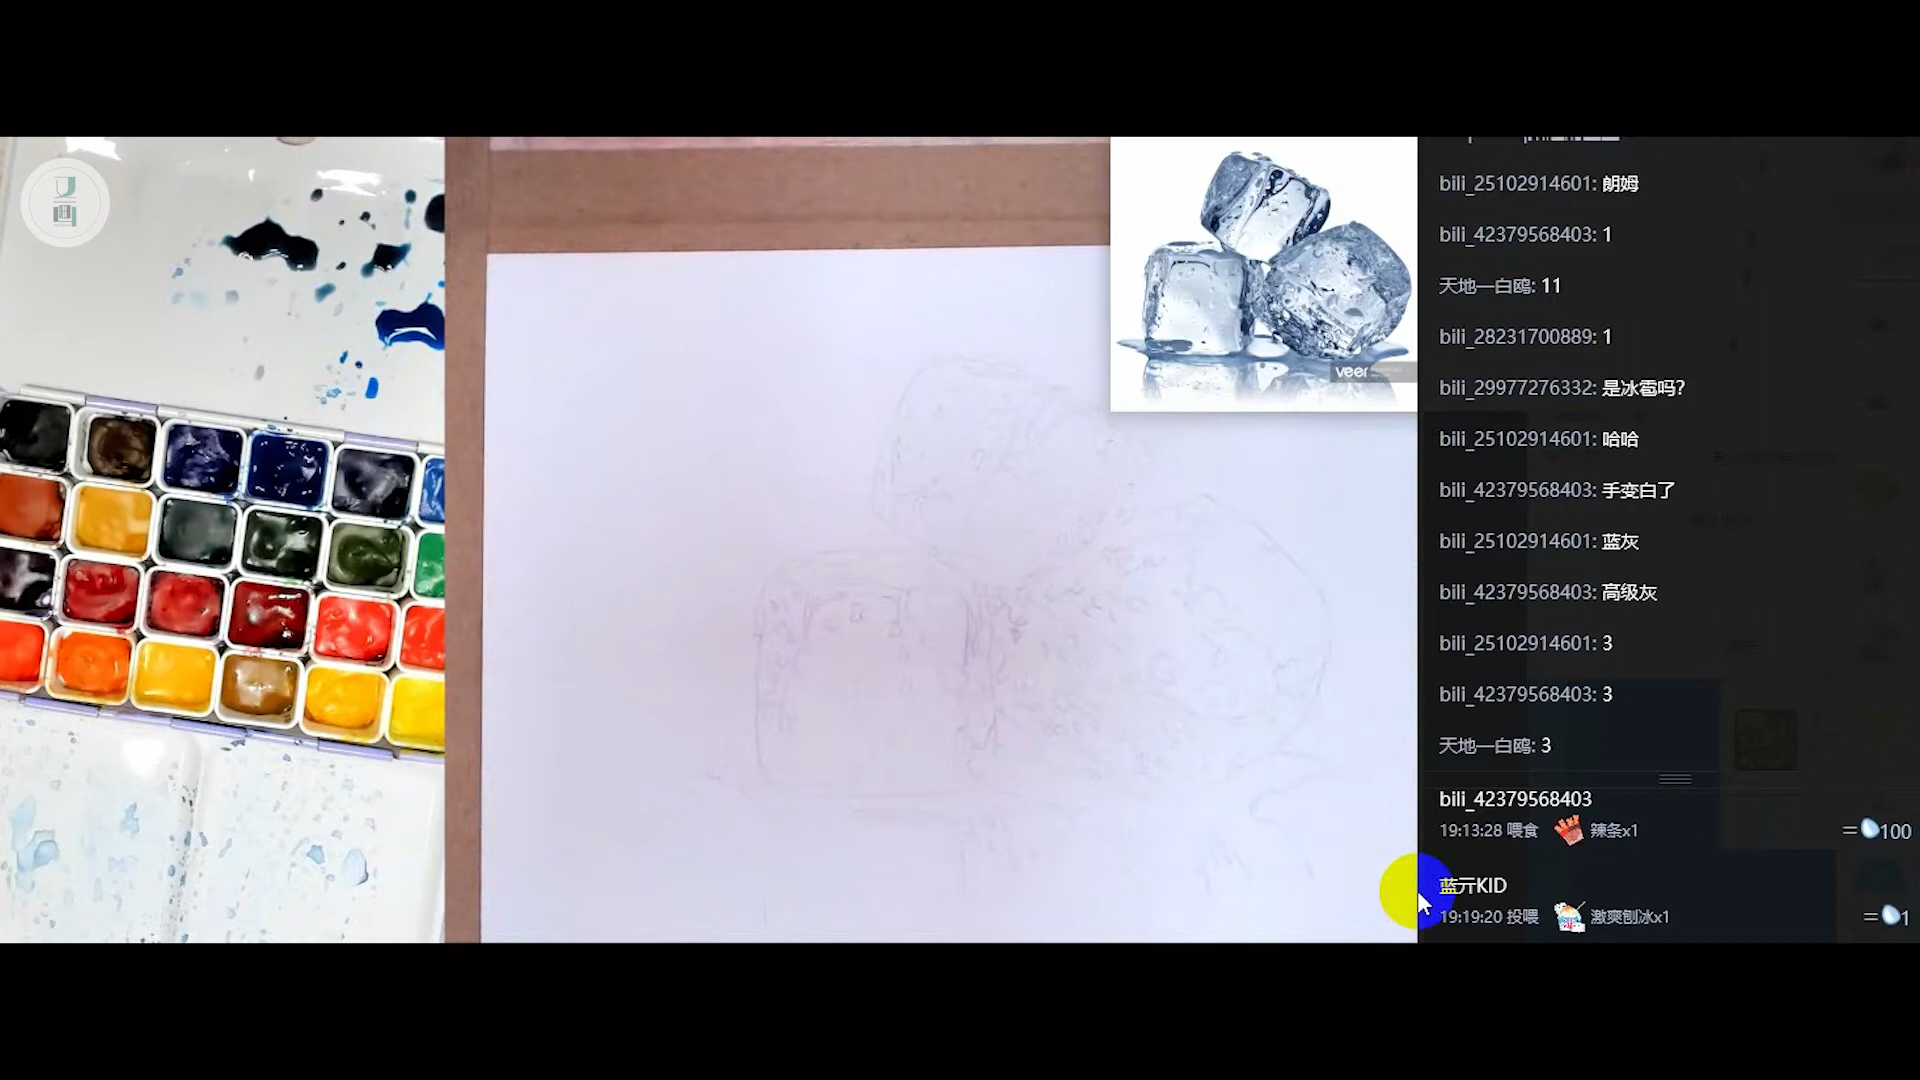 veer
bili_25102914601: 朗姆
bili_42379568403: 1
天地一白鸥: 11
bili_28231700889: 1
bili_29977276332: 是冰雹吗?
bili_25102914601: 哈哈
bili_42379568403: 手变白了
bili_25102914601: 蓝灰
bili_42379568403: 高级灰
bili_25102914601: 3
bili_42379568403: 3
天地一白鸥: 3
bili_42379568403
19:13:28 喂食 辣条x1 = 100
蓝亓KID
19:19:20 投喂 激爽刨冰x1 = 1